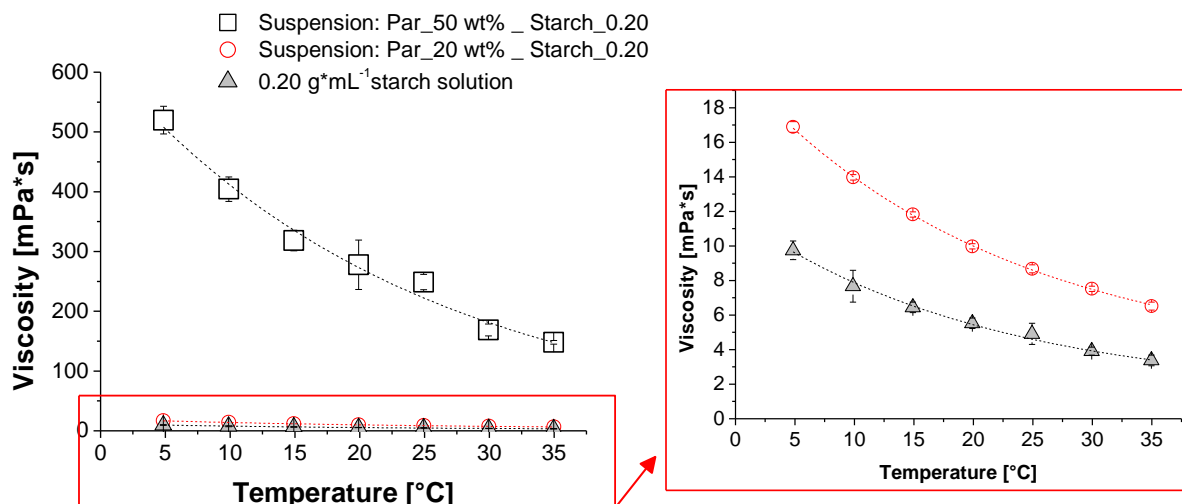 Suspension: Par_50 wt% _ Starch_0.20
Suspension: Par_20 wt% _ Starch_0.20
0.20 g*mL⁻¹starch solution
600
500
400
300
200
100
0
Viscosity [mPa*s]
0 5 10 15 20 25 30 35
Temperature [°C]
18
16
14
12
10
8
6
4
2
0
Viscosity [mPa*s]
0 5 10 15 20 25 30 35
Temperature [°C]